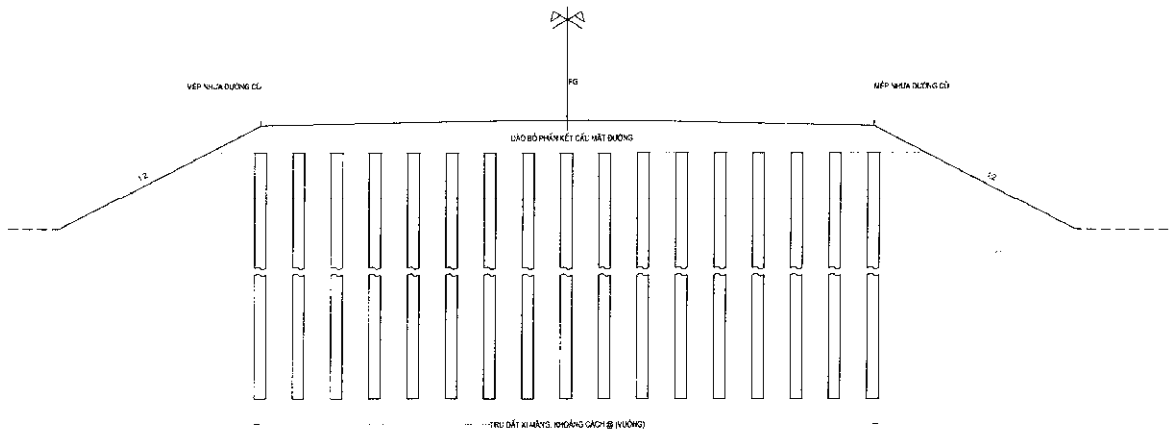 FG
MÉP NHỰA ĐƯỜNG CŨ
MÉP NHỰA ĐƯỜNG CŨ
ĐÀO BỎ PHẦN KẾT CẤU MẶT ĐƯỜNG
1:2
1:2
TRỤ ĐẤT XI MĂNG, KHOẢNG CÁCH @ (VUÔNG)